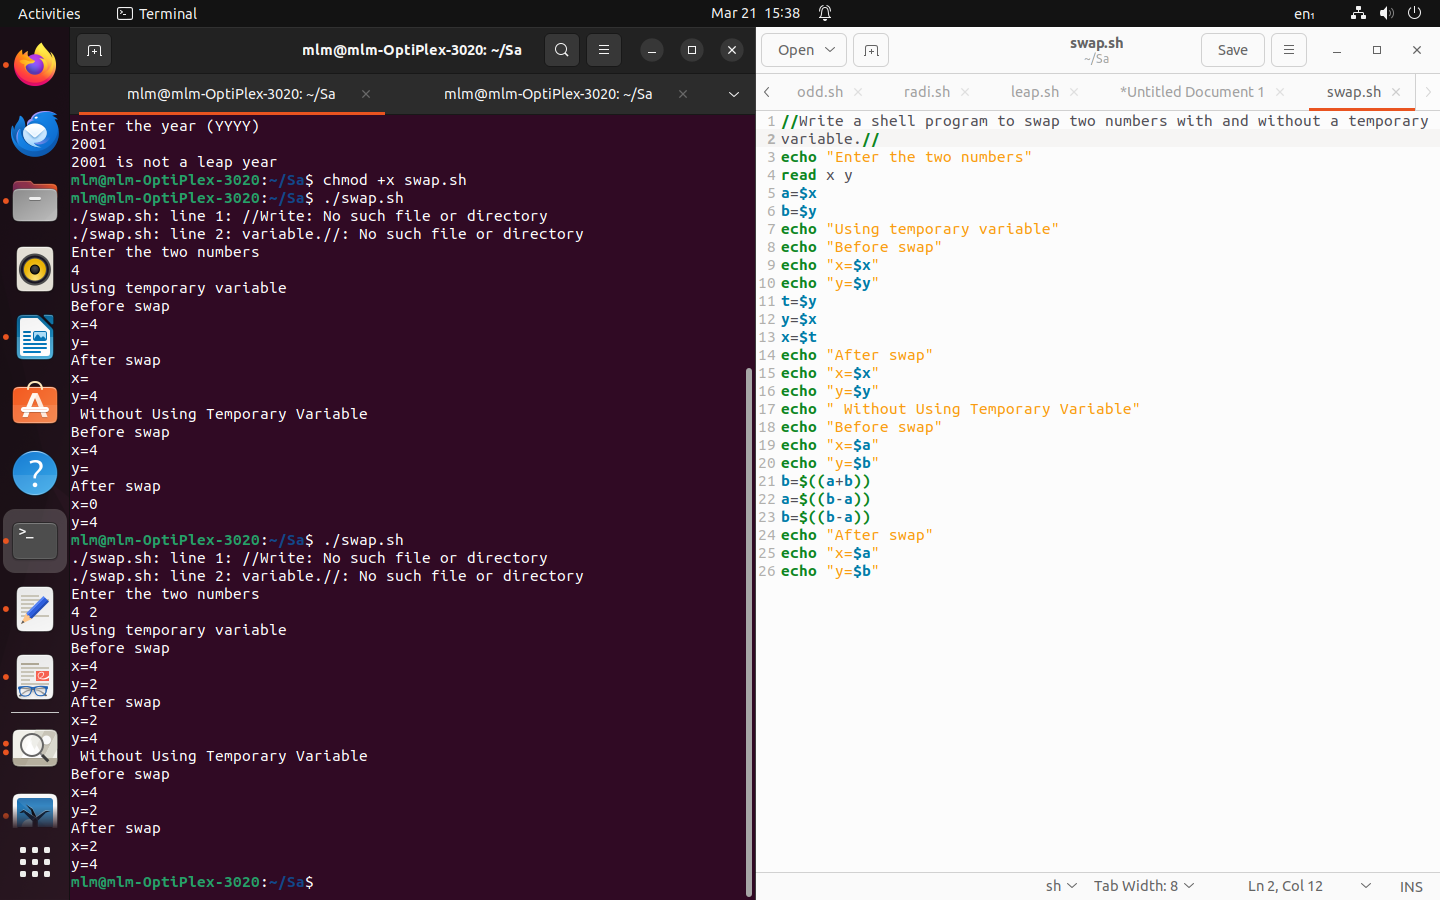 Activities
Terminal
Mar 21 15:38
en₁
mlm@mlm-OptiPlex-3020: ~/Sa
mlm@mlm-OptiPlex-3020: ~/Sa
mlm@mlm-OptiPlex-3020: ~/Sa
Enter the year (YYYY)
2001
2001 is not a leap year
mlm@mlm-OptiPlex-3020:~/Sa$ chmod +x swap.sh
mlm@mlm-OptiPlex-3020:~/Sa$ ./swap.sh
./swap.sh: line 1: //Write: No such file or directory
./swap.sh: line 2: variable.//: No such file or directory
Enter the two numbers
4
Using temporary variable
Before swap
x=4
y=
After swap
x=
y=4
 Without Using Temporary Variable
Before swap
x=4
y=
After swap
x=0
y=4
mlm@mlm-OptiPlex-3020:~/Sa$ ./swap.sh
./swap.sh: line 1: //Write: No such file or directory
./swap.sh: line 2: variable.//: No such file or directory
Enter the two numbers
4 2
Using temporary variable
Before swap
x=4
y=2
After swap
x=2
y=4
 Without Using Temporary Variable
Before swap
x=4
y=2
After swap
x=2
y=4
mlm@mlm-OptiPlex-3020:~/Sa$
Open
swap.sh
~/Sa
Save
odd.sh
radi.sh
leap.sh
*Untitled Document 1
swap.sh
1 //Write a shell program to swap two numbers with and without a temporary
2 variable.//
3 echo "Enter the two numbers"
4 read x y
5 a=$x
6 b=$y
7 echo "Using temporary variable"
8 echo "Before swap"
9 echo "x=$x"
10 echo "y=$y"
11 t=$y
12 y=$x
13 x=$t
14 echo "After swap"
15 echo "x=$x"
16 echo "y=$y"
17 echo " Without Using Temporary Variable"
18 echo "Before swap"
19 echo "x=$a"
20 echo "y=$b"
21 b=$((a+b))
22 a=$((b-a))
23 b=$((b-a))
24 echo "After swap"
25 echo "x=$a"
26 echo "y=$b"
sh
Tab Width: 8
Ln 2, Col 12
INS